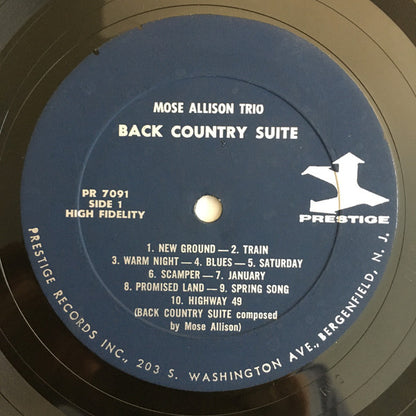 MOSE ALLISON TRIO
BACK COUNTRY SUITE
PR 7091
SIDE 1
HIGH FIDELITY
PRESTIGE
1. NEW GROUND — 2. TRAIN
3. WARM NIGHT — 4. BLUES — 5. SATURDAY
6. SCAMPER — 7. JANUARY
8. PROMISED LAND — 9. SPRING SONG
10. HIGHWAY 49
(BACK COUNTRY SUITE composed
by Mose Allison)
PRESTIGE RECORDS INC., 203 S. WASHINGTON AVE., BERGENFIELD, N. J.